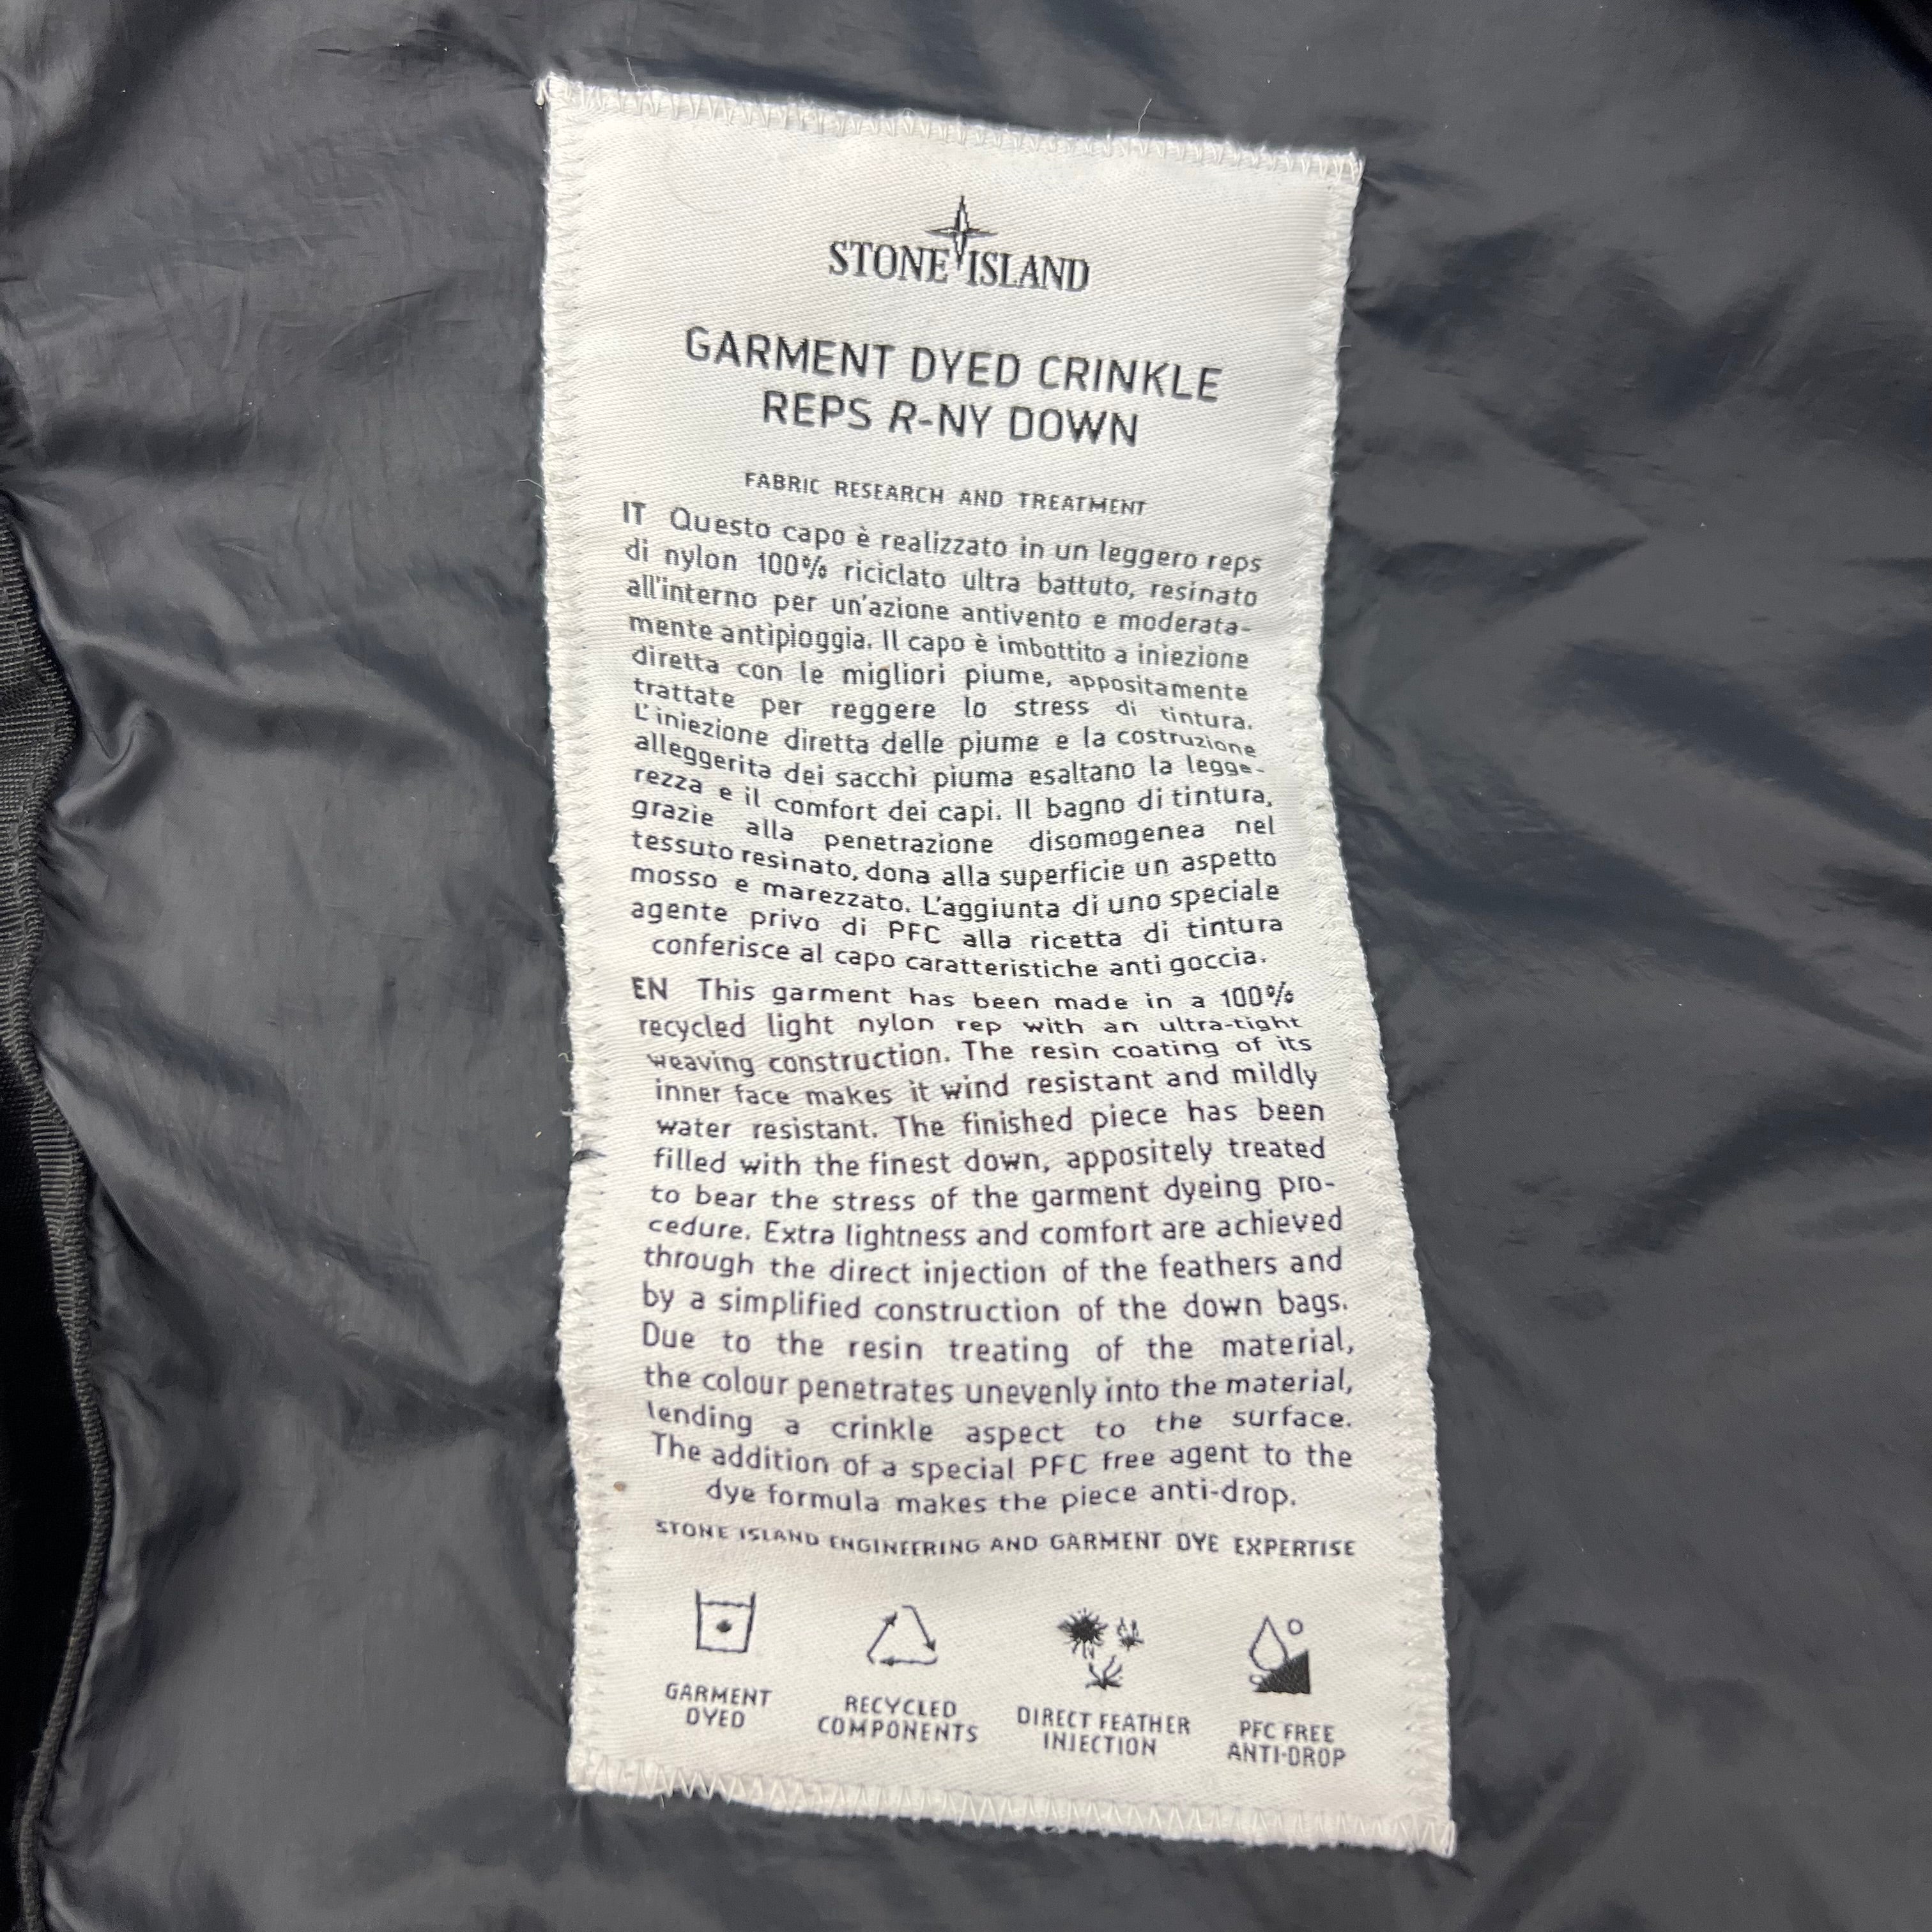 STONE ISLAND
GARMENT DYED CRINKLE
REPS R-NY DOWN
FABRIC RESEARCH AND TREATMENT
IT Questo capo è realizzato in un leggero reps
di nylon 100% riciclato ultra battuto, resinato
all'interno per un'azione antivento e moderata-
mente antipioggia. Il capo è imbottito a iniezione
diretta con le migliori piume, appositamente
trattate per reggere lo stress di tintura.
L'iniezione diretta delle piume e la costruzione
alleggerita dei sacchi piuma esaltano la legge-
rezza e il comfort dei capi. Il bagno di tintura,
grazie alla penetrazione disomogenea nel
tessuto resinato, dona alla superficie un aspetto
mosso e marezzato. L'aggiunta di uno speciale
agente privo di PFC alla ricetta di tintura
conferisce al capo caratteristiche anti goccia.
EN This garment has been made in a 100%
recycled light nylon rep with an ultra-tight
weaving construction. The resin coating of its
inner face makes it wind resistant and mildly
water resistant. The finished piece has been
filled with the finest down, appositely treated
to bear the stress of the garment dyeing pro-
cedure. Extra lightness and comfort are achieved
through the direct injection of the feathers and
by a simplified construction of the down bags.
Due to the resin treating of the material,
the colour penetrates unevenly into the material,
lending a crinkle aspect to the surface.
The addition of a special PFC free agent to the
dye formula makes the piece anti-drop.
STONE ISLAND ENGINEERING AND GARMENT DYE EXPERTISE
GARMENT
DYED
RECYCLED
COMPONENTS
DIRECT FEATHER
INJECTION
PFC FREE
ANTI-DROP